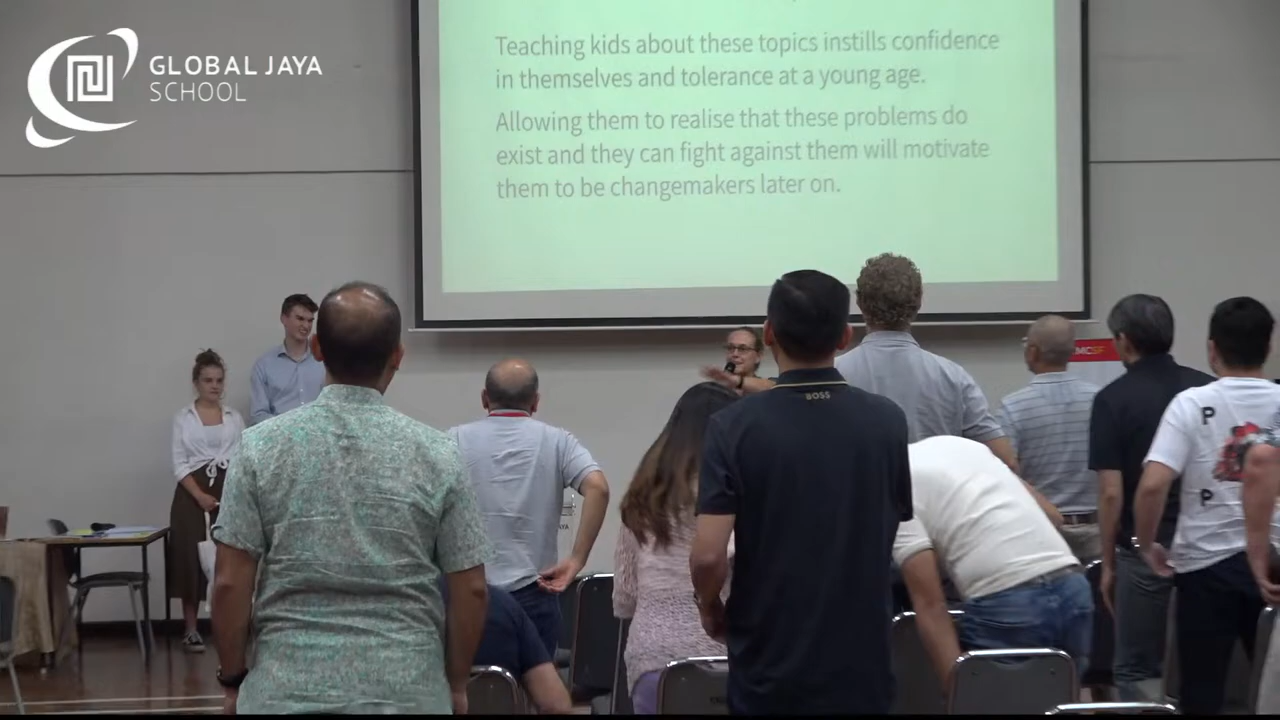 GLOBAL JAYA
SCHOOL
Teaching kids about these topics instills confidence
in themselves and tolerance at a young age.
Allowing them to realise that these problems do
exist and they can fight against them will motivate
them to be changemakers later on.
MCSF
BOSS
P
P